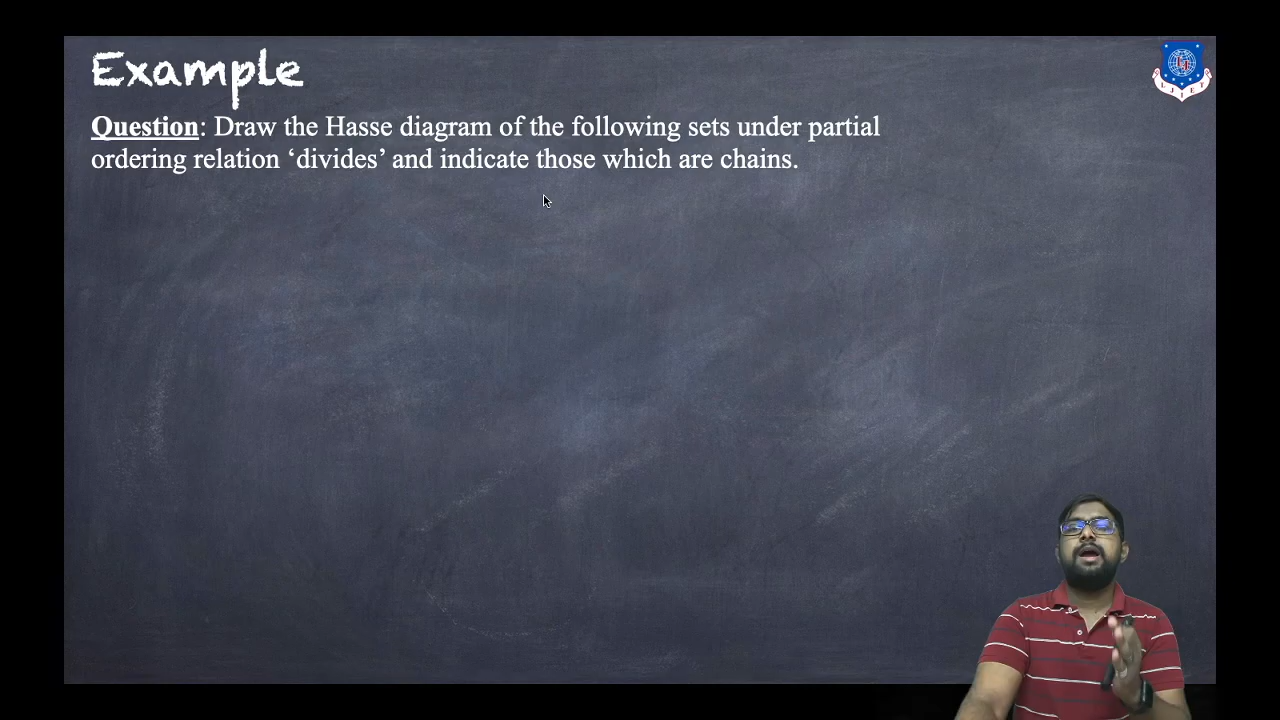 Example
Question: Draw the Hasse diagram of the following sets under partial
ordering relation ‘divides’ and indicate those which are chains.
L J I E T